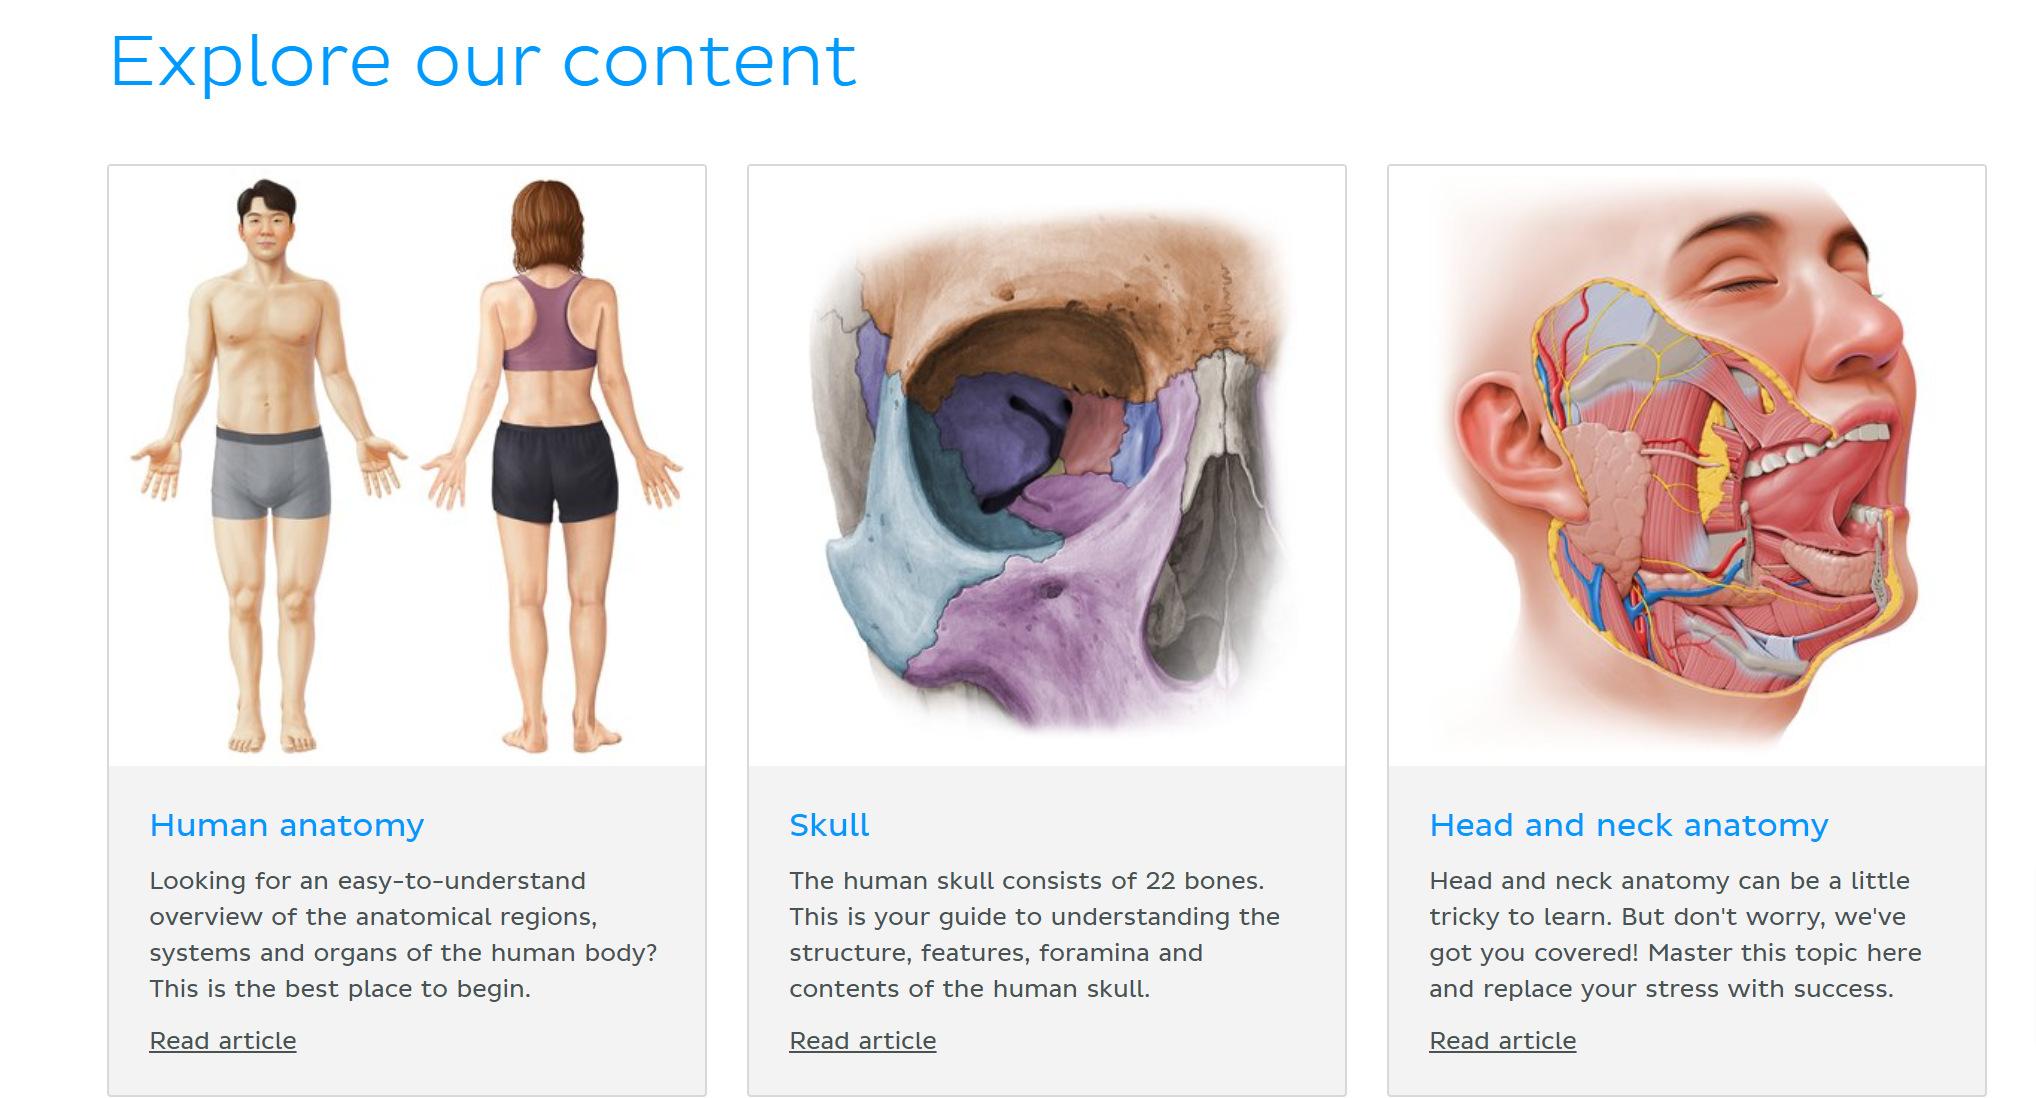 Explore our content
Human anatomy
Looking for an easy-to-understand
overview of the anatomical regions,
systems and organs of the human body?
This is the best place to begin.
Read article
Skull
The human skull consists of 22 bones.
This is your guide to understanding the
structure, features, foramina and
contents of the human skull.
Read article
Head and neck anatomy
Head and neck anatomy can be a little
tricky to learn. But don't worry, we've
got you covered! Master this topic here
and replace your stress with success.
Read article